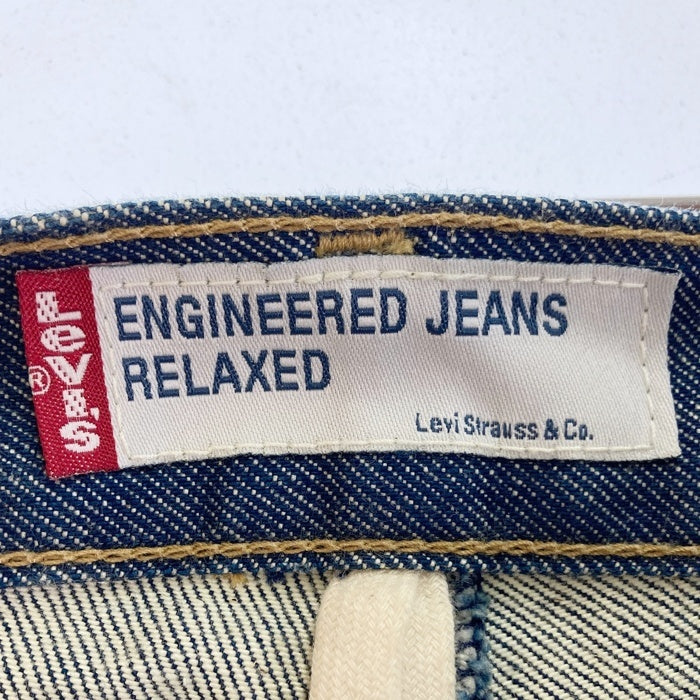 LEVI'S®
ENGINEERED JEANS
RELAXED
Levi Strauss & Co.